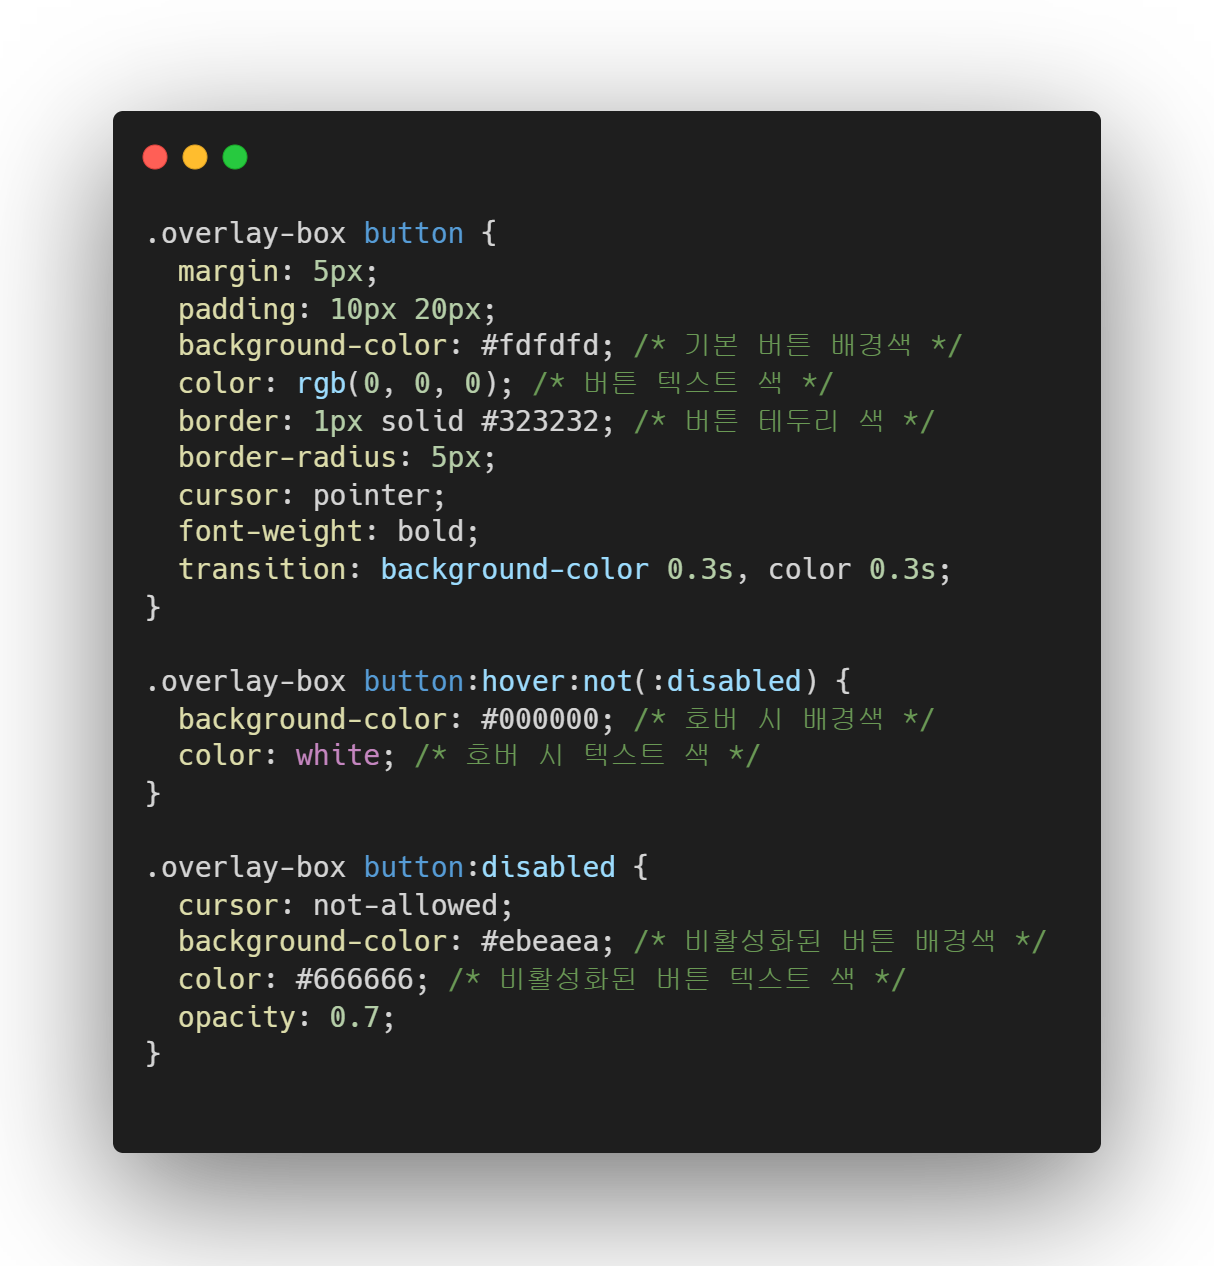 .overlay-box button {
  margin: 5px;
  padding: 10px 20px;
  background-color: #fdfdfd; /* 기본 버튼 배경색 */
  color: rgb(0, 0, 0); /* 버튼 텍스트 색 */
  border: 1px solid #323232; /* 버튼 테두리 색 */
  border-radius: 5px;
  cursor: pointer;
  font-weight: bold;
  transition: background-color 0.3s, color 0.3s;
}

.overlay-box button:hover:not(:disabled) {
  background-color: #000000; /* 호버 시 배경색 */
  color: white; /* 호버 시 텍스트 색 */
}

.overlay-box button:disabled {
  cursor: not-allowed;
  background-color: #ebeaea; /* 비활성화된 버튼 배경색 */
  color: #666666; /* 비활성화된 버튼 텍스트 색 */
  opacity: 0.7;
}